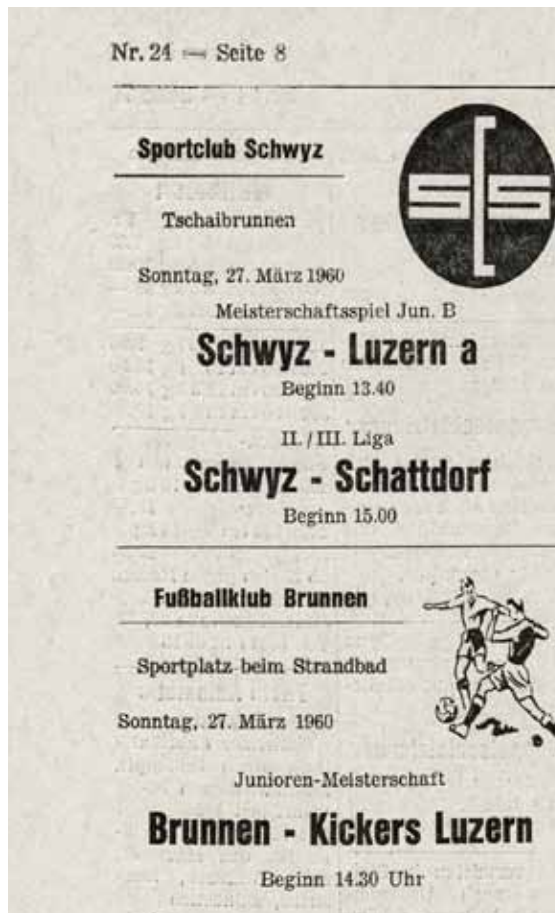 Nr. 24 — Seite 8
Sportclub Schwyz
SCS
Tschaibrunnen
Sonntag, 27. März 1960
Meisterschaftsspiel Jun. B
Schwyz - Luzern a
Beginn 13.40
II. / III. Liga
Schwyz - Schattdorf
Beginn 15.00
Fußballklub Brunnen
Sportplatz beim Strandbad
Sonntag, 27. März 1960
Junioren-Meisterschaft
Brunnen - Kickers Luzern
Beginn 14.30 Uhr